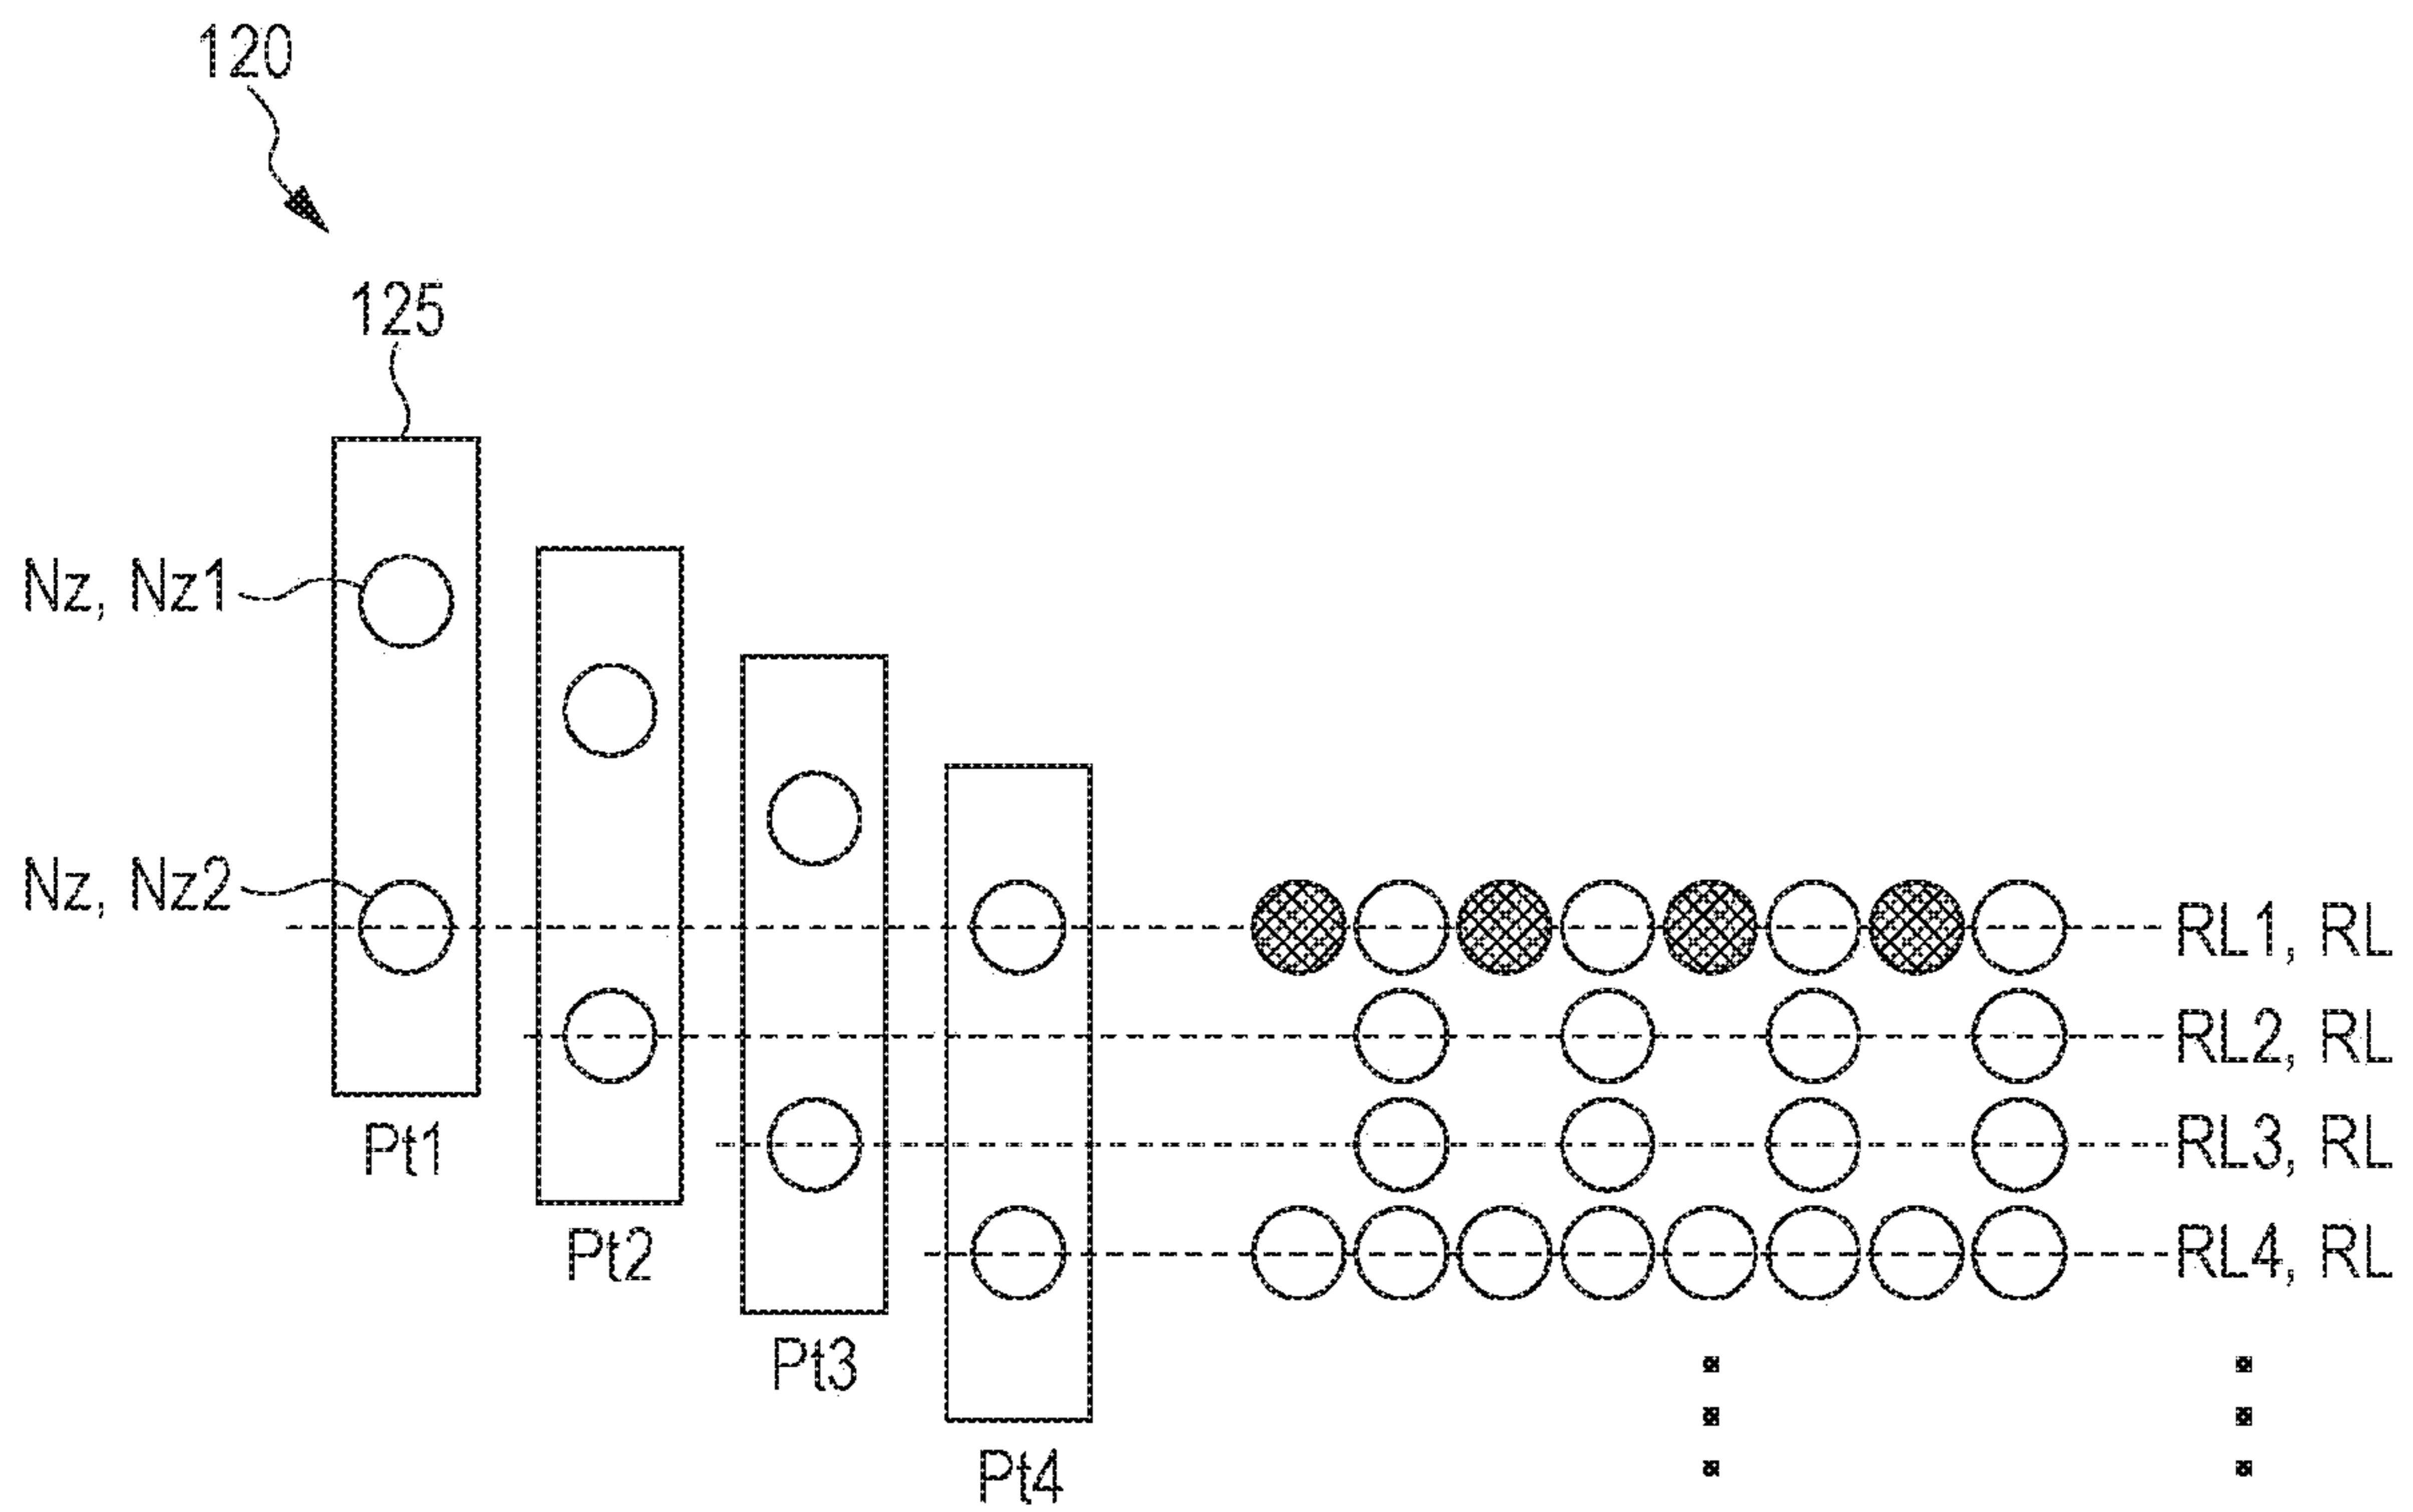 120
125
Nz, Nz1
Nz, Nz2
RL1, RL
RL2, RL
Pt1
RL3, RL
Pt2
RL4, RL
Pt3
Pt4